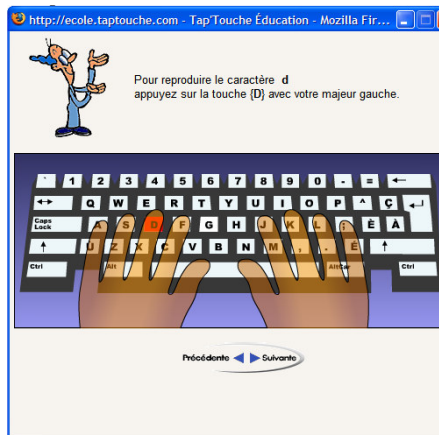 http://ecole.taptouche.com - Tap'Touche Éducation - Mozilla Fir...
Pour reproduire le caractère d
appuyez sur la touche {D} avec votre majeur gauche.
1 2 3 4 5 6 7 8 9 0 - =
Q W E R T Y U I O P ^ Ç
Caps Lock A S D F G H J K L ; È À
Ù Z X C V B N M , . É
Ctrl Alt AltCar Ctrl
Précédente Suivante